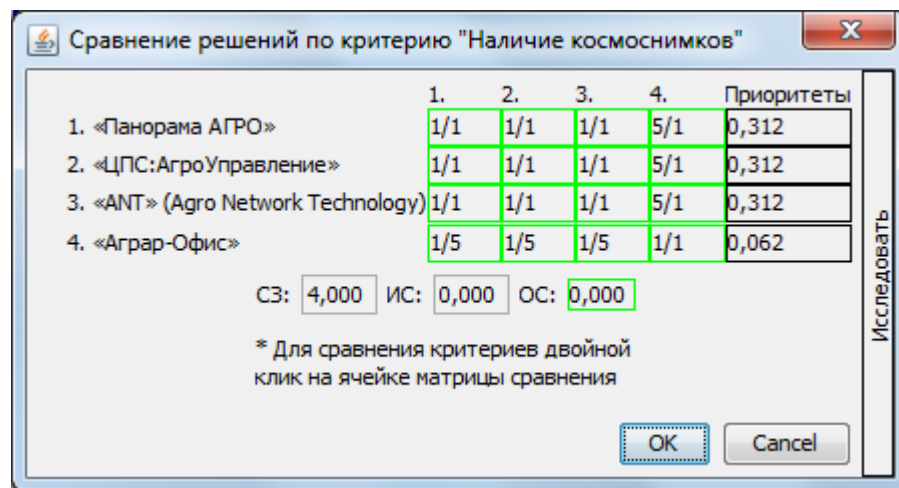 Сравнение решений по критерию "Наличие космоснимков"
1. 2. 3. 4. Приоритеты
1. «Панорама АГРО» 1/1 1/1 1/1 5/1 0,312
2. «ЦПС:АгроУправление» 1/1 1/1 1/1 5/1 0,312
3. «ANT» (Agro Network Technology) 1/1 1/1 1/1 5/1 0,312
4. «Аграр-Офис» 1/5 1/5 1/5 1/1 0,062
СЗ: 4,000 ИС: 0,000 ОС: 0,000
* Для сравнения критериев двойной
клик на ячейке матрицы сравнения
OK Cancel
Исследовать